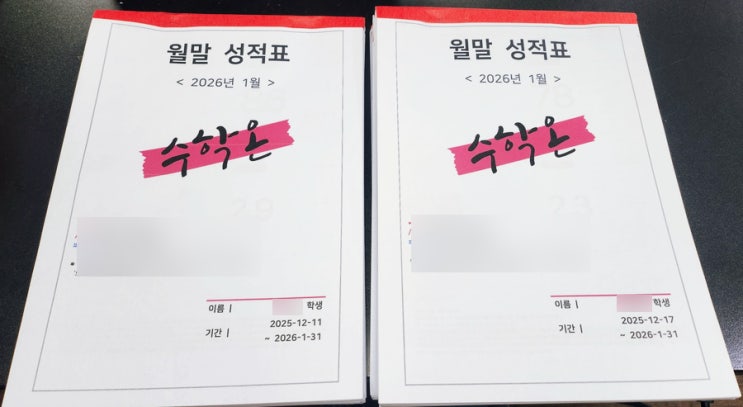 월말 성적표
< 2026년 1월 >
수학온
이름 | 학생
기간 | 2025-12-11
~ 2026-1-31
월말 성적표
< 2026년 1월 >
수학온
이름 | 학생
기간 | 2025-12-17
~ 2026-1-31